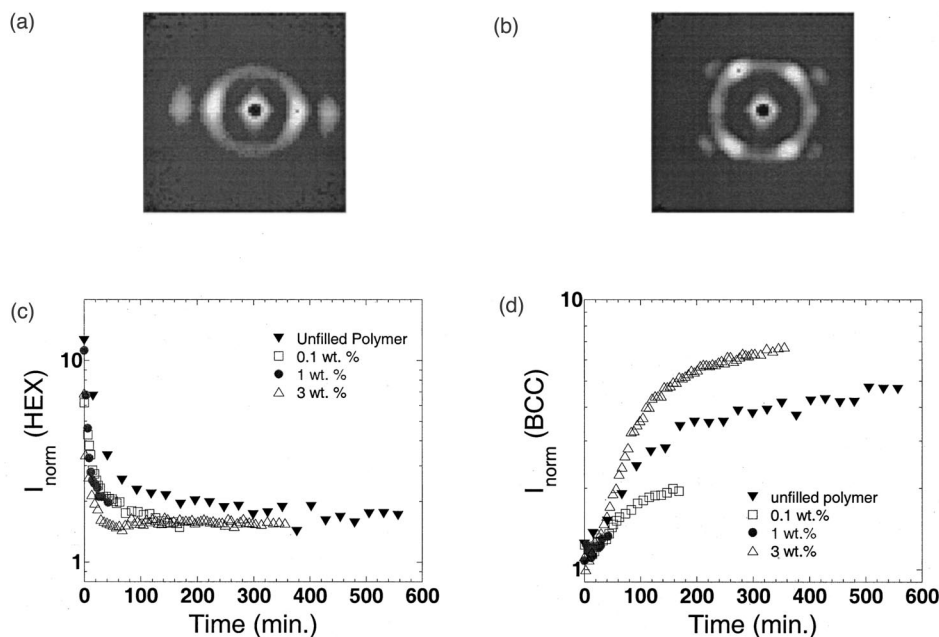 (a)
(b)
(c)
I_norm (HEX)
10
1
Unfilled Polymer
0.1 wt. %
1 wt. %
3 wt. %
0 100 200 300 400 500 600
Time (min.)
(d)
I_norm (BCC)
10
1
unfilled polymer
0.1 wt.%
1 wt.%
3 wt.%
0 100 200 300 400 500 600
Time (min.)